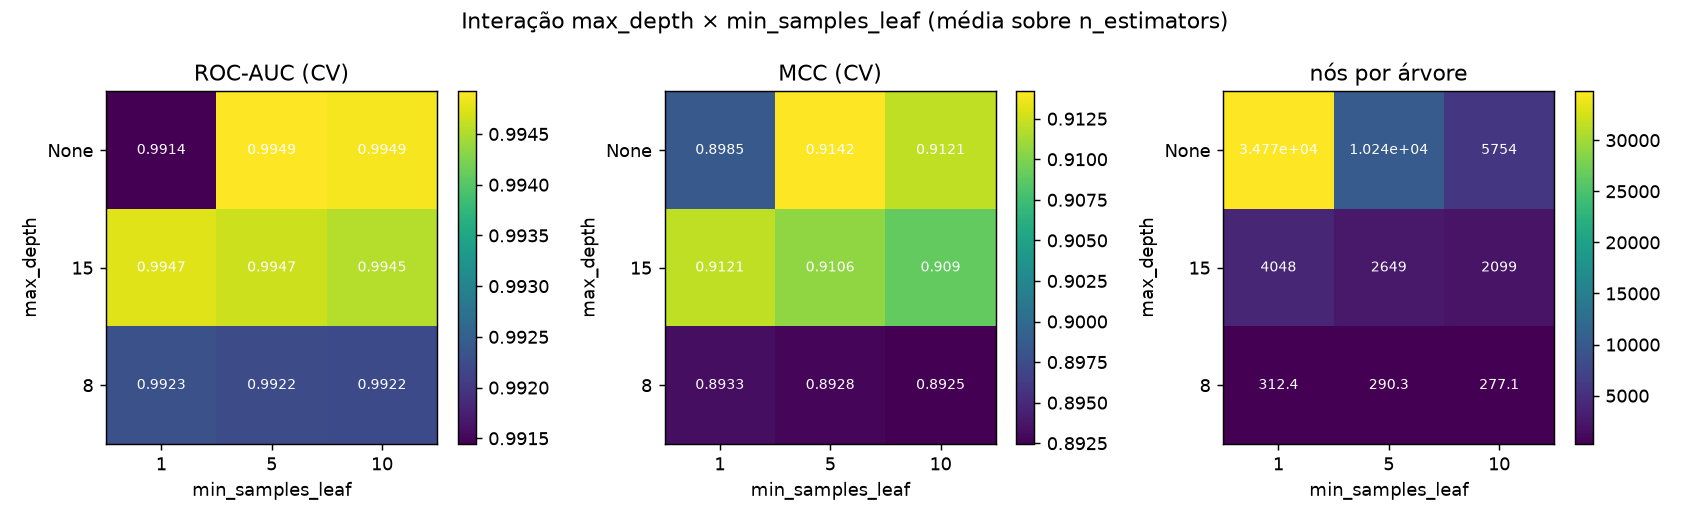 Interação max_depth × min_samples_leaf (média sobre n_estimators)
ROC-AUC (CV)
max_depth
None
15
8
0.9914 0.9949 0.9949
0.9947 0.9947 0.9945
0.9923 0.9922 0.9922
1 5 10
min_samples_leaf
0.9945
0.9940
0.9935
0.9930
0.9925
0.9920
0.9915
MCC (CV)
max_depth
None
15
8
0.8985 0.9142 0.9121
0.9121 0.9106 0.909
0.8933 0.8928 0.8925
1 5 10
min_samples_leaf
0.9125
0.9100
0.9075
0.9050
0.9025
0.9000
0.8975
0.8950
0.8925
nós por árvore
max_depth
None
15
8
3.477e+04 1.024e+04 5754
4048 2649 2099
312.4 290.3 277.1
1 5 10
min_samples_leaf
30000
25000
20000
15000
10000
5000